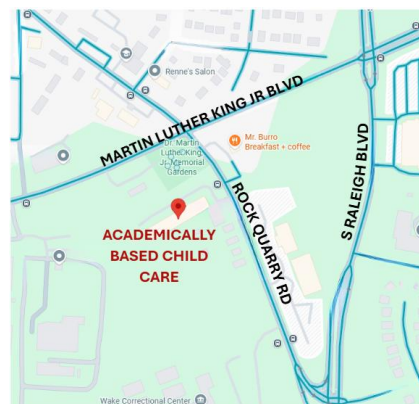 Renne's Salon
MARTIN LUTHER KING JR BLVD
Mr. Burro
Breakfast + coffee
Dr. Martin
Luther King
Jr. Memorial
Gardens
S RALEIGH BLVD
ROCK QUARRY RD
ACADEMICALLY
BASED CHILD
CARE
Wake Correctional Center